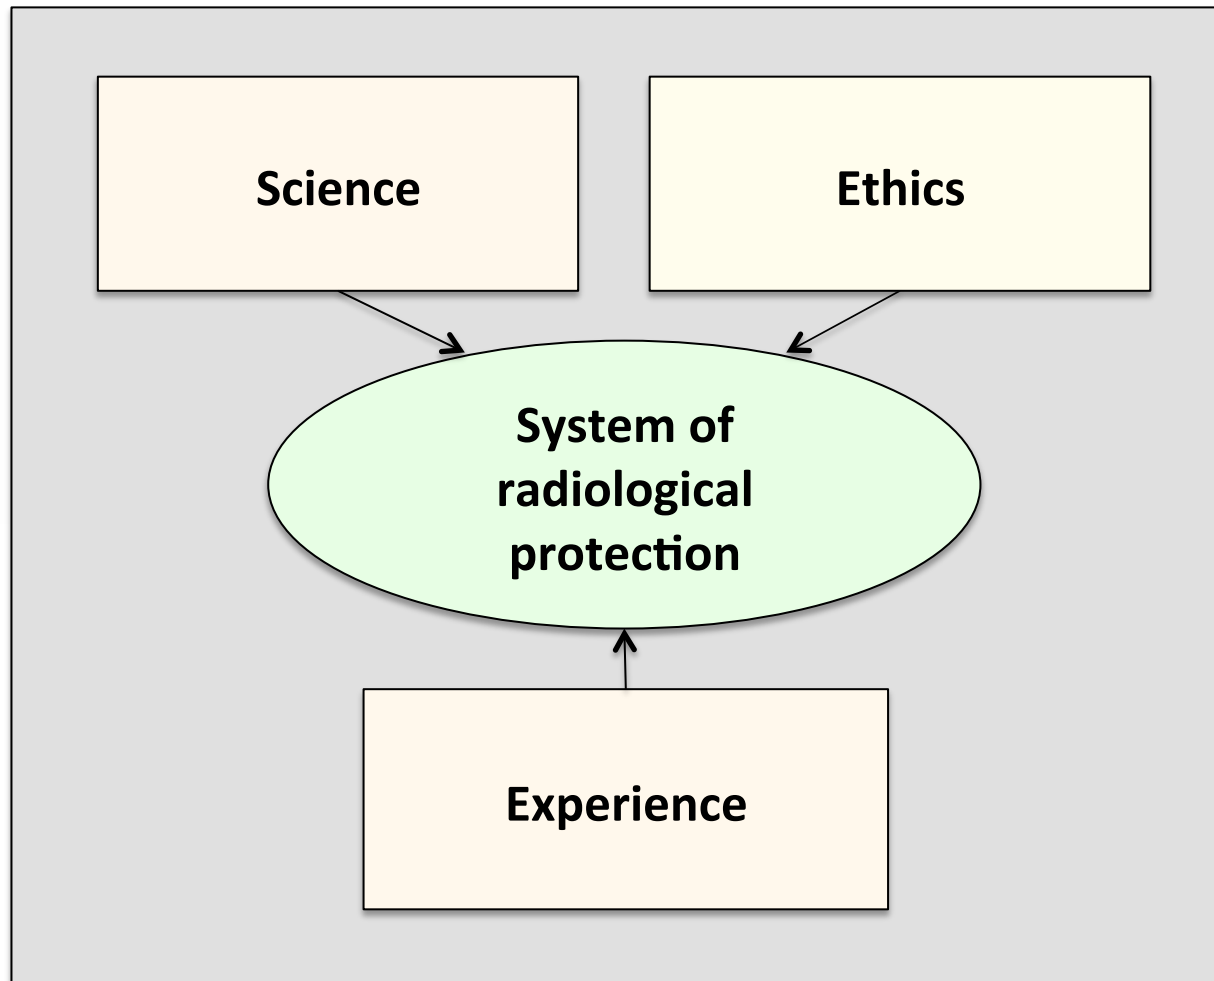 Science
Ethics
System of
radiological
protection
Experience